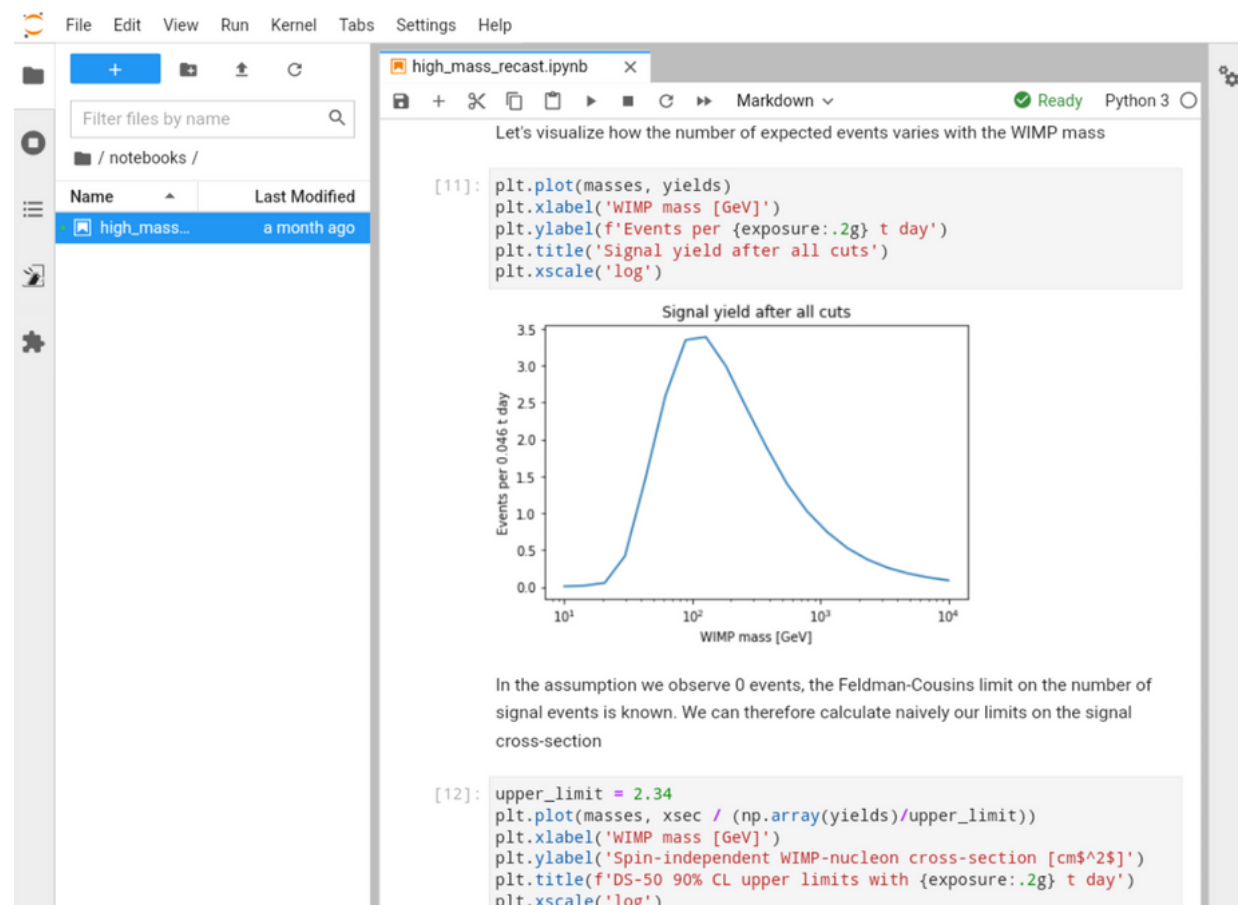 File Edit View Run Kernel Tabs Settings Help
+
Filter files by name
/ notebooks /
Name Last Modified
high_mass... a month ago
high_mass_recast.ipynb ×
Markdown Ready Python 3
Let's visualize how the number of expected events varies with the WIMP mass
[11]: plt.plot(masses, yields)
plt.xlabel('WIMP mass [GeV]')
plt.ylabel(f'Events per {exposure:.2g} t day')
plt.title('Signal yield after all cuts')
plt.xscale('log')
Signal yield after all cuts
3.5
3.0
2.5
2.0
1.5
1.0
0.5
0.0
Events per 0.046 t day
10¹ 10² 10³ 10⁴
WIMP mass [GeV]
In the assumption we observe 0 events, the Feldman-Cousins limit on the number of
signal events is known. We can therefore calculate naively our limits on the signal
cross-section
[12]: upper_limit = 2.34
plt.plot(masses, xsec / (np.array(yields)/upper_limit))
plt.xlabel('WIMP mass [GeV]')
plt.ylabel('Spin-independent WIMP-nucleon cross-section [cm$^2$]')
plt.title(f'DS-50 90% CL upper limits with {exposure:.2g} t day')
plt.xscale('log')